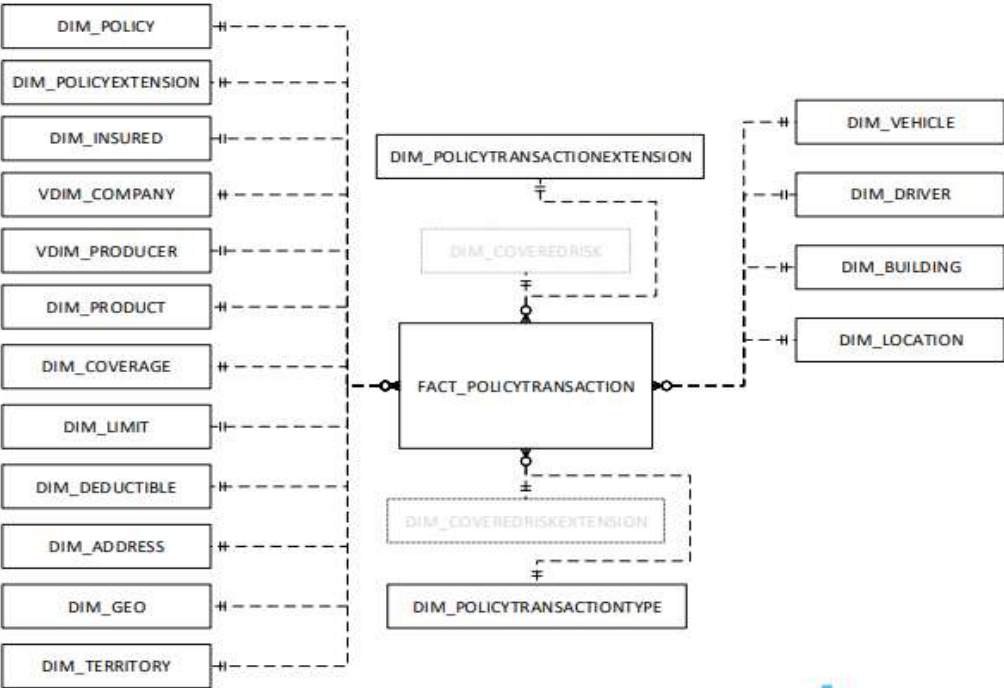 DIM_POLICY
DIM_POLICYEXTENSION
DIM_INSURED
VDIM_COMPANY
VDIM_PRODUCER
DIM_PRODUCT
DIM_COVERAGE
DIM_LIMIT
DIM_DEDUCTIBLE
DIM_ADDRESS
DIM_GEO
DIM_TERRITORY
DIM_POLICYTRANSACTIONEXTENSION
DIM_COVEREDRISK
FACT_POLICYTRANSACTION
DIM_COVEREDRISKEXTENSION
DIM_POLICYTRANSACTIONTYPE
DIM_VEHICLE
DIM_DRIVER
DIM_BUILDING
DIM_LOCATION